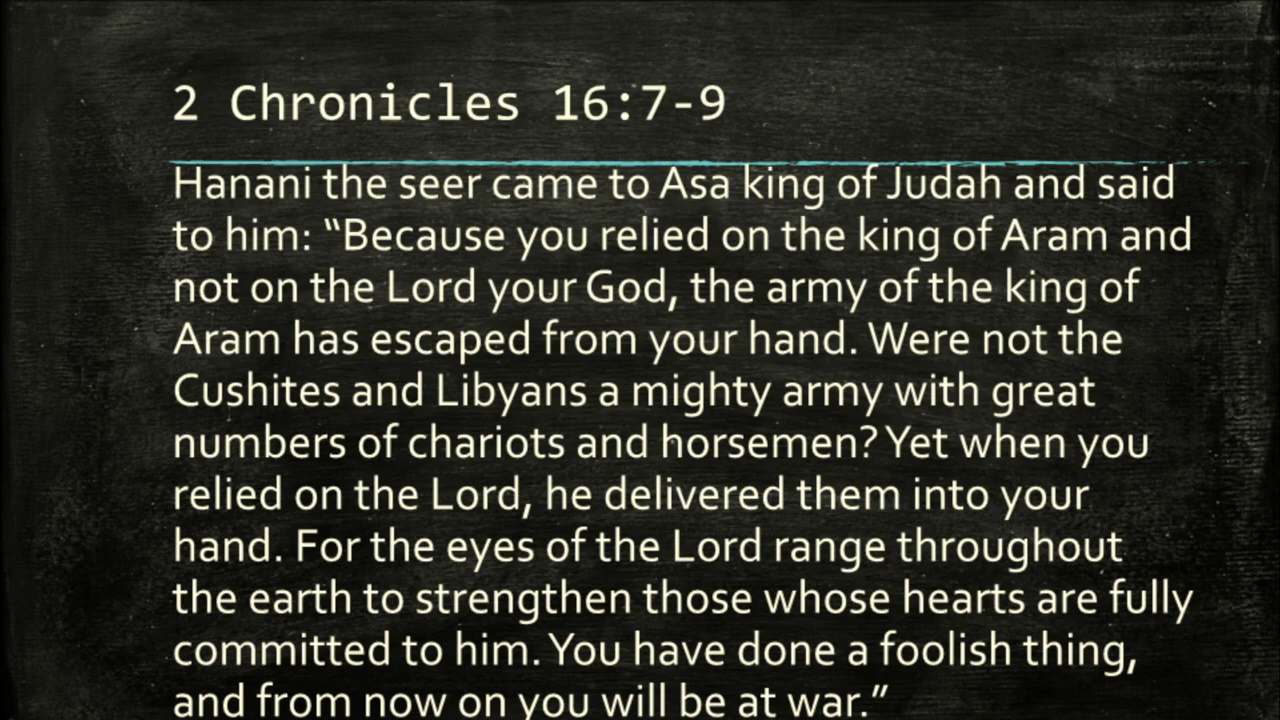 2 Chronicles 16:7-9
Hanani the seer came to Asa king of Judah and said
to him: “Because you relied on the king of Aram and
not on the Lord your God, the army of the king of
Aram has escaped from your hand. Were not the
Cushites and Libyans a mighty army with great
numbers of chariots and horsemen? Yet when you
relied on the Lord, he delivered them into your
hand. For the eyes of the Lord range throughout
the earth to strengthen those whose hearts are fully
committed to him. You have done a foolish thing,
and from now on you will be at war.”